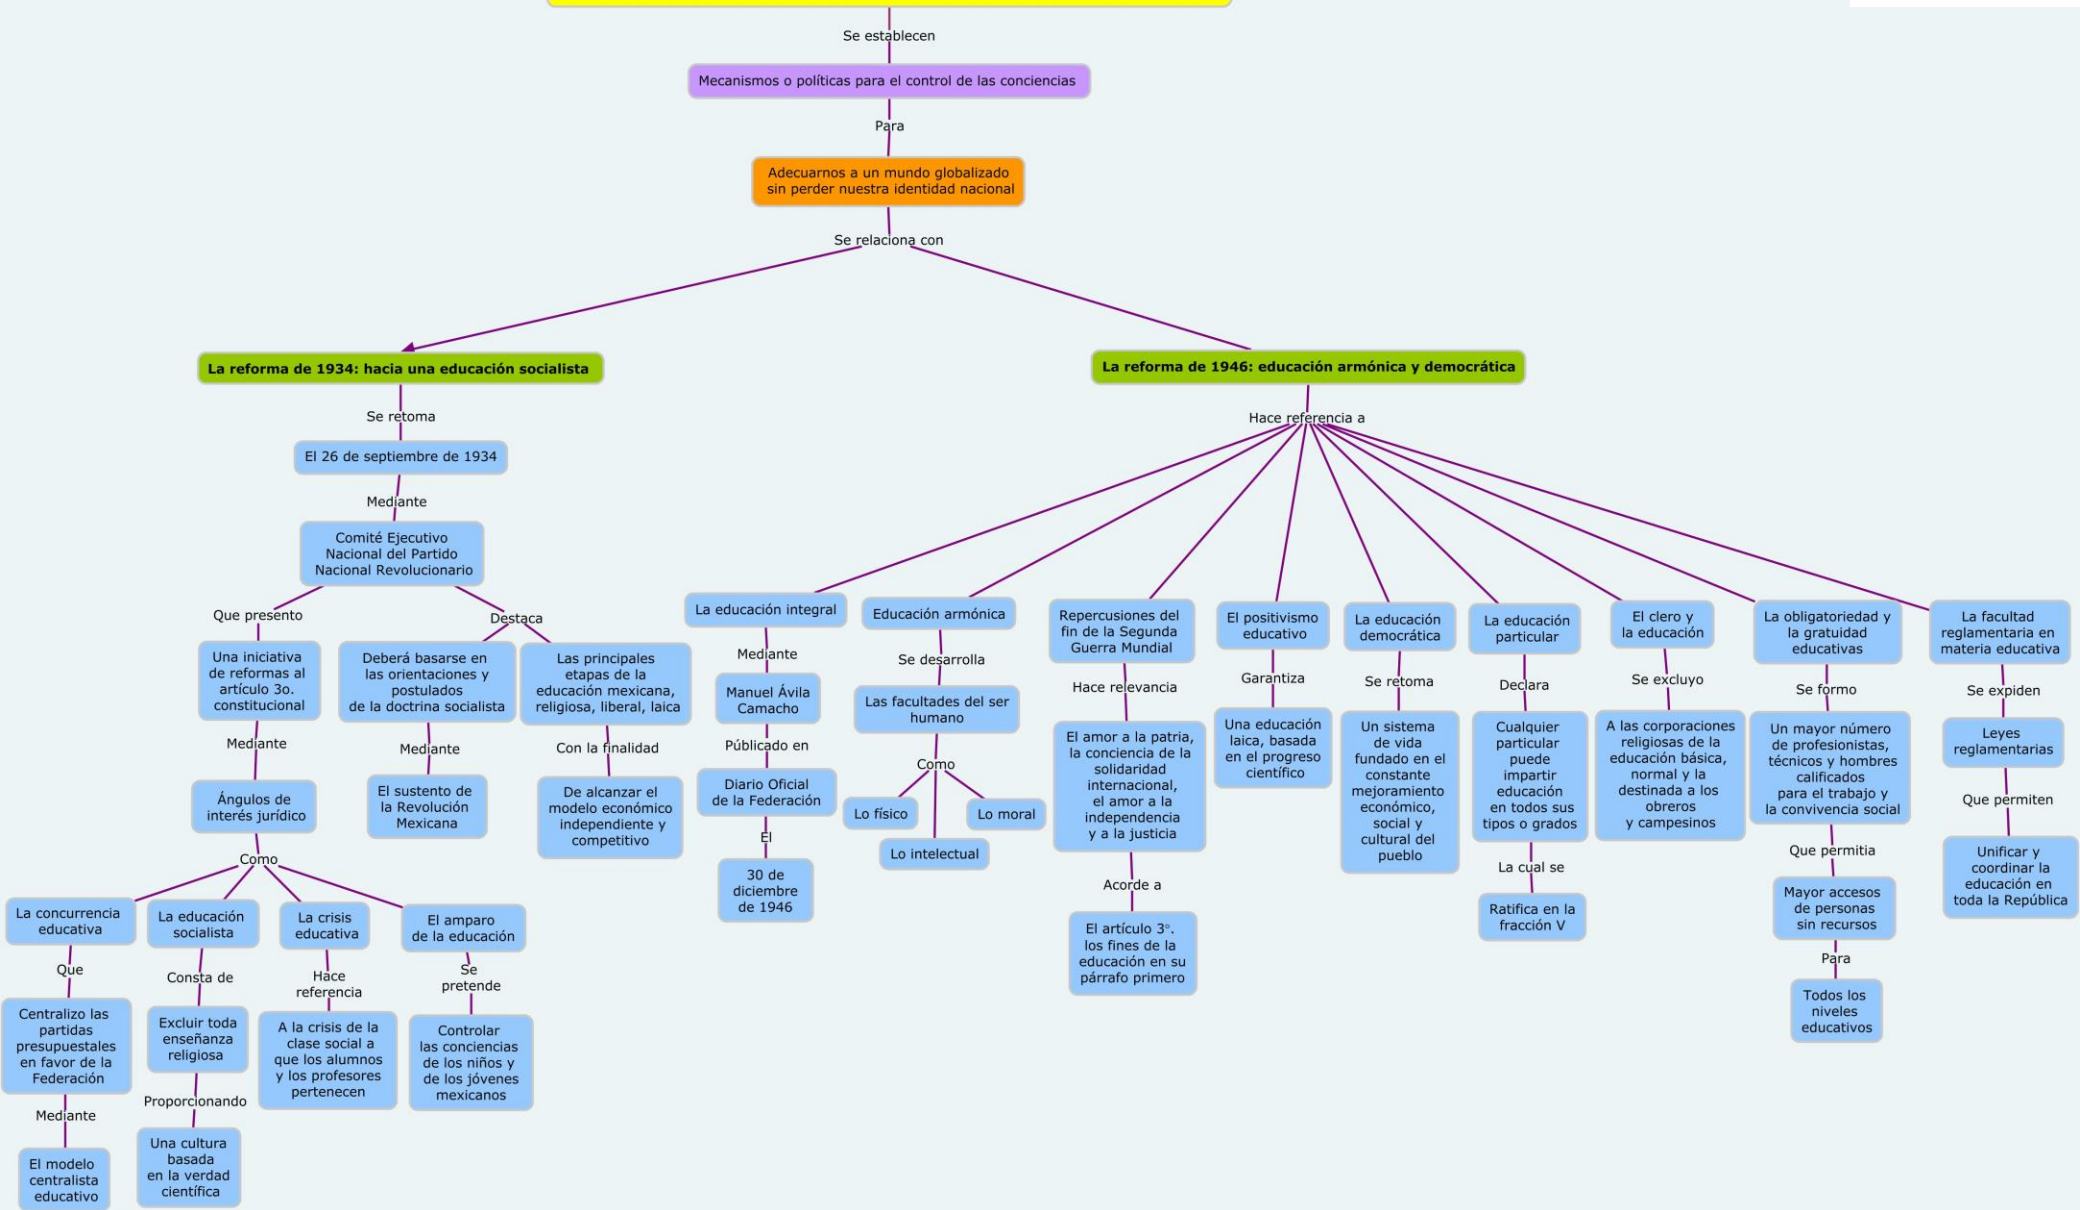 Se establecen
Mecanismos o políticas para el control de las conciencias
Para
Adecuarnos a un mundo globalizado
sin perder nuestra identidad nacional
Se relaciona con
La reforma de 1934: hacia una educación socialista
Se retoma
El 26 de septiembre de 1934
Mediante
Comité Ejecutivo
Nacional del Partido
Nacional Revolucionario
Que presento
Una iniciativa
de reformas al
artículo 3o.
constitucional
Mediante
Ángulos de
interés jurídico
Como
La concurrencia
educativa
Que
Centralizo las
partidas
presupuestales
en favor de la
Federación
Mediante
El modelo
centralista
educativo
La educación
socialista
Consta de
Excluir toda
enseñanza
religiosa
Proporcionando
Una cultura
basada
en la verdad
científica
La crisis
educativa
Hace
referencia
A la crisis de la
clase social a
que los alumnos
y los profesores
pertenecen
El amparo
de la educación
Se
pretende
Controlar
las conciencias
de los niños y
de los jóvenes
mexicanos
Destaca
Deberá basarse en
las orientaciones y
postulados
de la doctrina socialista
Mediante
El sustento de
la Revolución
Mexicana
Las principales
etapas de la
educación mexicana,
religiosa, liberal, laica
Con la finalidad
De alcanzar el
modelo económico
independiente y
competitivo
La reforma de 1946: educación armónica y democrática
Hace referencia a
La educación integral
Mediante
Manuel Ávila
Camacho
Públicado en
Diario Oficial
de la Federación
El
30 de
diciembre
de 1946
Educación armónica
Se desarrolla
Las facultades del ser
humano
Como
Lo físico
Lo intelectual
Lo moral
Repercusiones del
fin de la Segunda
Guerra Mundial
Hace relevancia
El amor a la patria,
la conciencia de la
solidaridad
internacional,
el amor a la
independencia
y a la justicia
Acorde a
El artículo 3°.
los fines de la
educación en su
párrafo primero
El positivismo
educativo
Garantiza
Una educación
laica, basada
en el progreso
científico
La educación
democrática
Se retoma
Un sistema
de vida
fundado en el
constante
mejoramiento
económico,
social y
cultural del
pueblo
La educación
particular
Declara
Cualquier
particular
puede
impartir
educación
en todos sus
tipos o grados
La cual se
Ratifica en la
fracción V
El clero y
la educación
Se excluyo
A las corporaciones
religiosas de la
educación básica,
normal y la
destinada a los
obreros
y campesinos
La obligatoriedad y
la gratuidad
educativas
Se formo
Un mayor número
de profesionistas,
técnicos y hombres
calificados
para el trabajo y
la convivencia social
Que permitia
Mayor accesos
de personas
sin recursos
Para
Todos los
niveles
educativos
La facultad
reglamentaria en
materia educativa
Se expiden
Leyes
reglamentarias
Que permiten
Unificar y
coordinar la
educación en
toda la República